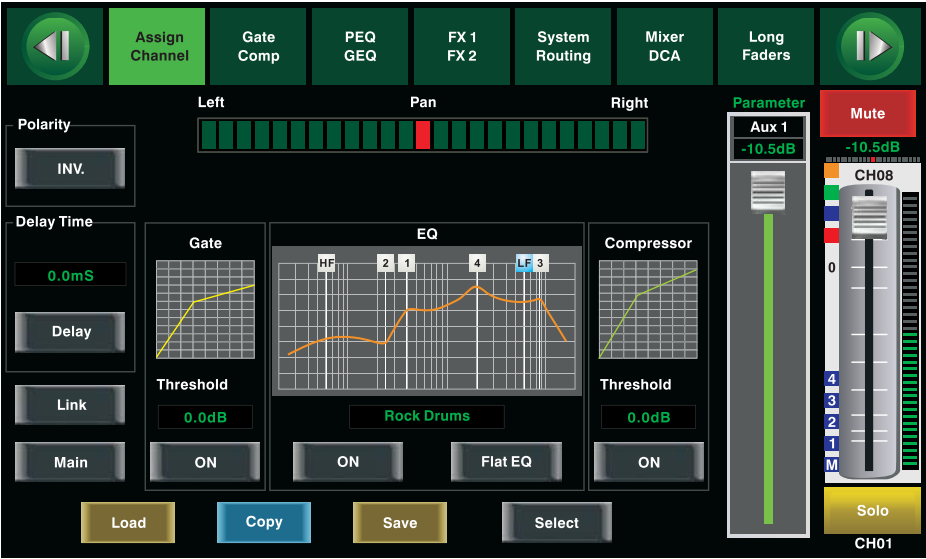 Assign
Channel
Gate
Comp
PEQ
GEQ
FX 1
FX 2
System
Routing
Mixer
DCA
Long
Faders
Left
Pan
Right
Parameter
Mute
Aux 1
-10.5dB
-10.5dB
CH08
Polarity
INV.
Delay Time
0.0mS
Delay
Link
Main
Gate
Threshold
0.0dB
ON
EQ
HF
2
1
4
LF
3
Rock Drums
ON
Flat EQ
Compressor
Threshold
0.0dB
ON
0
4
3
2
1
M
Load
Copy
Save
Select
Solo
CH01